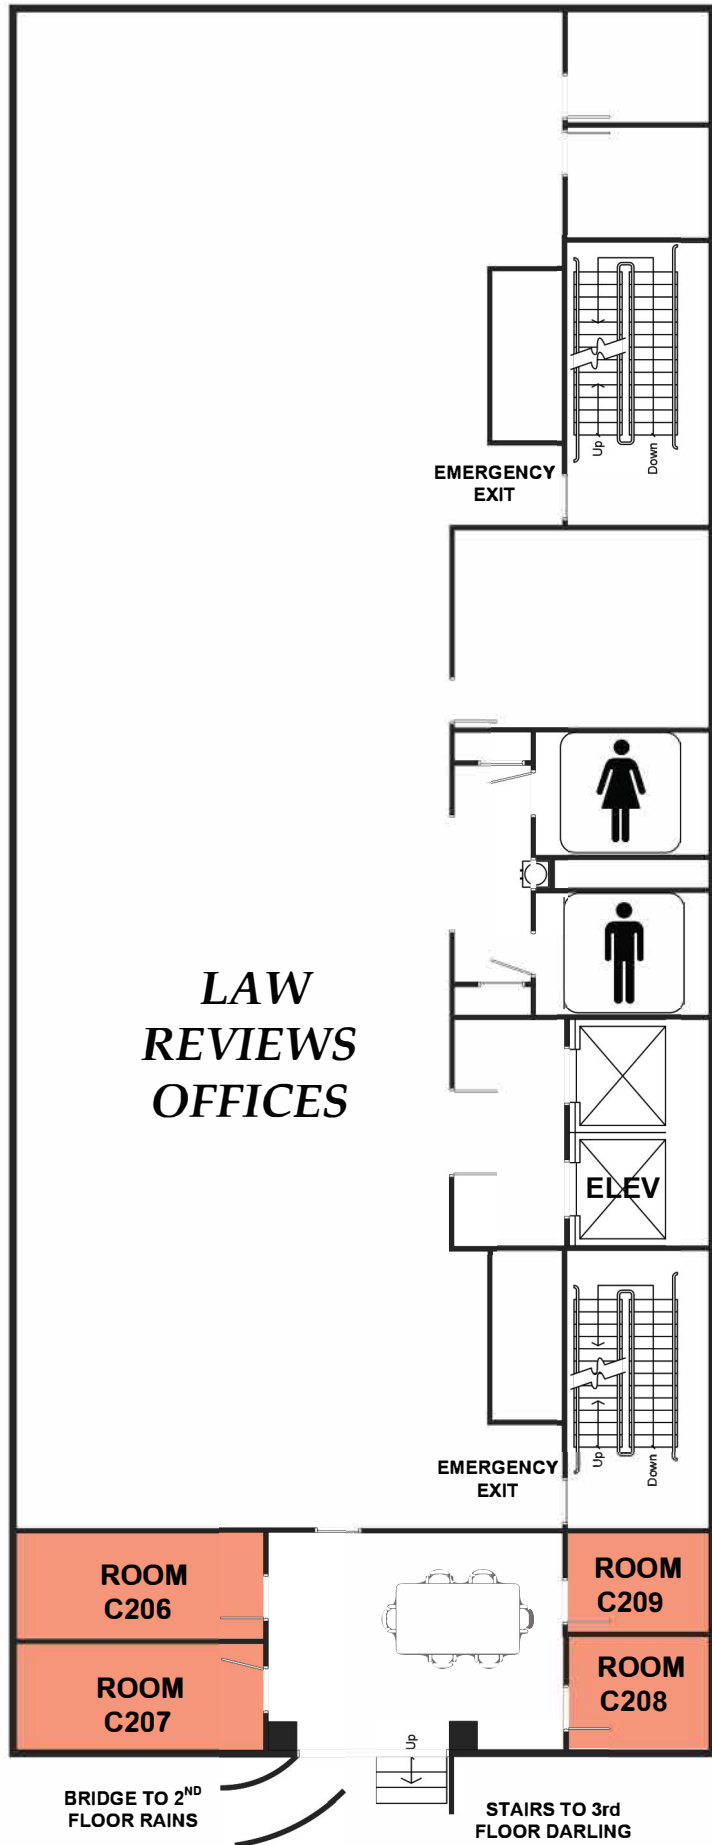 Up
Down
EMERGENCY
EXIT
LAW
REVIEWS
OFFICES
ELEV
Up
Down
EMERGENCY
EXIT
ROOM
C206
ROOM
C209
ROOM
C207
ROOM
C208
Up
BRIDGE TO 2ND
FLOOR RAINS
STAIRS TO 3rd
FLOOR DARLING